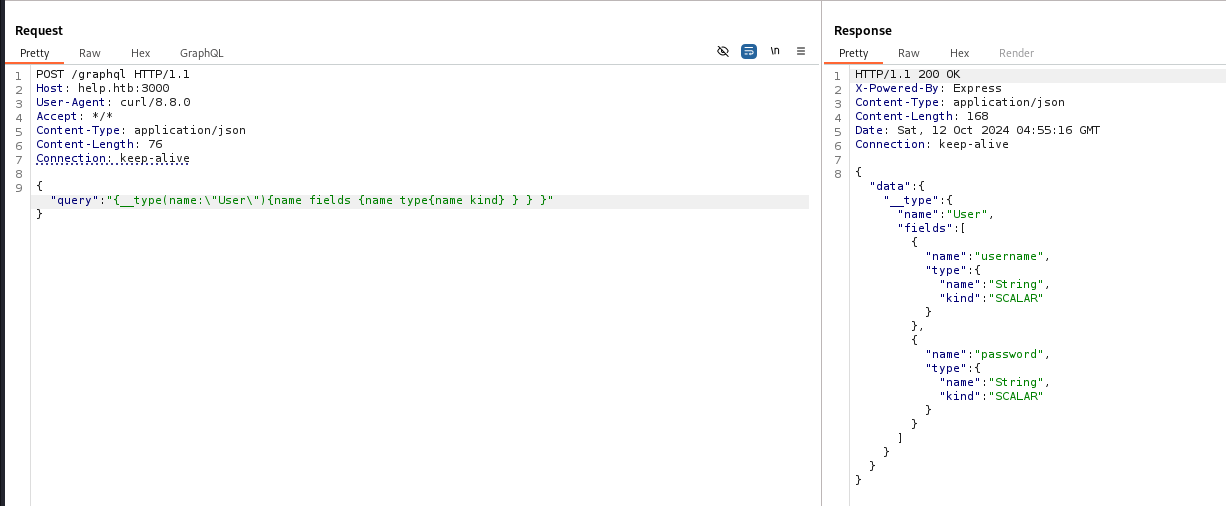 Request
Pretty Raw Hex GraphQL \n
1 POST /graphql HTTP/1.1
2 Host: help.htb:3000
3 User-Agent: curl/8.8.0
4 Accept: */*
5 Content-Type: application/json
6 Content-Length: 76
7 Connection: keep-alive
8
9 {
"query":"{__type(name:\"User\"){name fields {name type{name kind} } } }"
}
Response
Pretty Raw Hex Render
1 HTTP/1.1 200 OK
2 X-Powered-By: Express
3 Content-Type: application/json
4 Content-Length: 168
5 Date: Sat, 12 Oct 2024 04:55:16 GMT
6 Connection: keep-alive
7
8 {
"data":{
"__type":{
"name":"User",
"fields":[
{
"name":"username",
"type":{
"name":"String",
"kind":"SCALAR"
}
},
{
"name":"password",
"type":{
"name":"String",
"kind":"SCALAR"
}
}
]
}
}
}